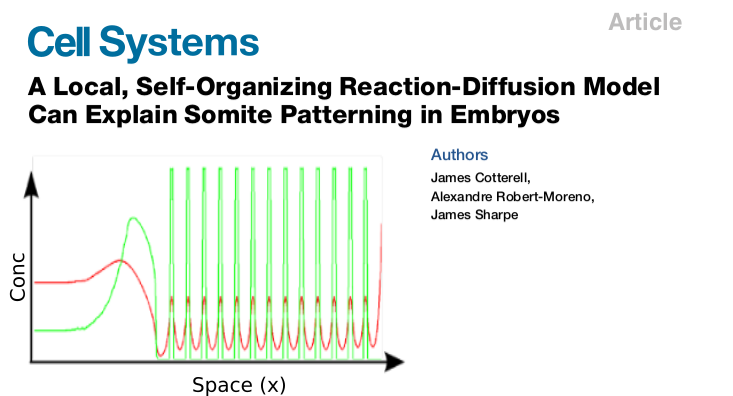 Article
Cell Systems
A Local, Self-Organizing Reaction-Diffusion Model
Can Explain Somite Patterning in Embryos
Authors
James Cotterell,
Alexandre Robert-Moreno,
James Sharpe
Conc
Space (x)